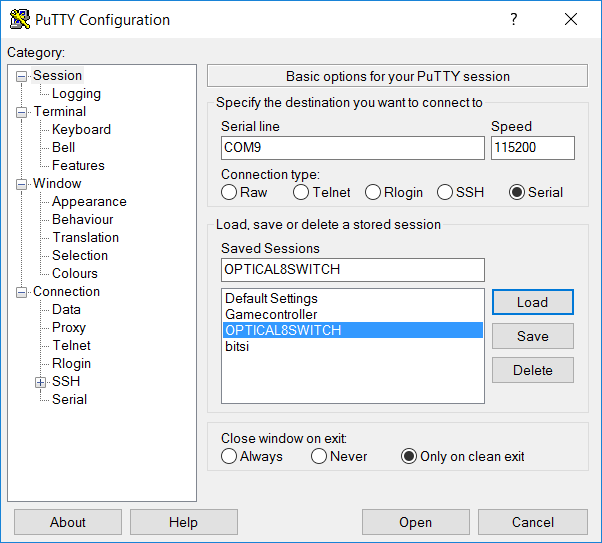 PuTTY Configuration
?
Category:
Session
Logging
Terminal
Keyboard
Bell
Features
Window
Appearance
Behaviour
Translation
Selection
Colours
Connection
Data
Proxy
Telnet
Rlogin
SSH
Serial
Basic options for your PuTTY session
Specify the destination you want to connect to
Serial line Speed
COM9 115200
Connection type:
Raw Telnet Rlogin SSH Serial
Load, save or delete a stored session
Saved Sessions
OPTICAL8SWITCH
Default Settings
Gamecontroller
OPTICAL8SWITCH
bitsi
Load
Save
Delete
Close window on exit:
Always Never Only on clean exit
About Help Open Cancel